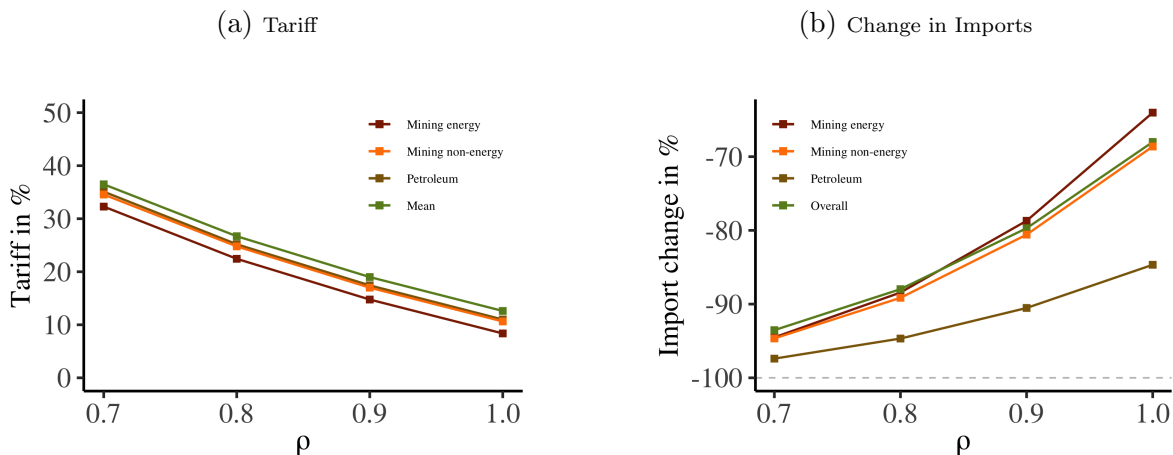 (a) Tariff
50
40
30
20
10
0
Tariff in %
Mining energy
Mining non-energy
Petroleum
Mean
0.7 0.8 0.9 1.0
ρ
(b) Change in Imports
-70
-80
-90
-100
Import change in %
Mining energy
Mining non-energy
Petroleum
Overall
0.7 0.8 0.9 1.0
ρ